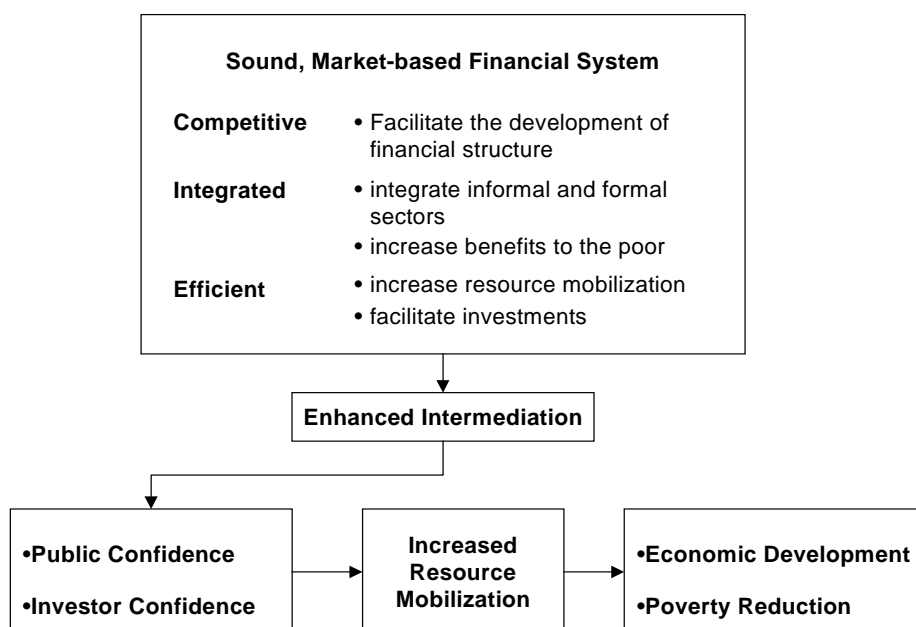 Sound, Market-based Financial System
Competitive
• Facilitate the development of
financial structure
Integrated
• integrate informal and formal
sectors
• increase benefits to the poor
Efficient
• increase resource mobilization
• facilitate investments
Enhanced Intermediation
•Public Confidence
•Investor Confidence
Increased
Resource
Mobilization
•Economic Development
•Poverty Reduction